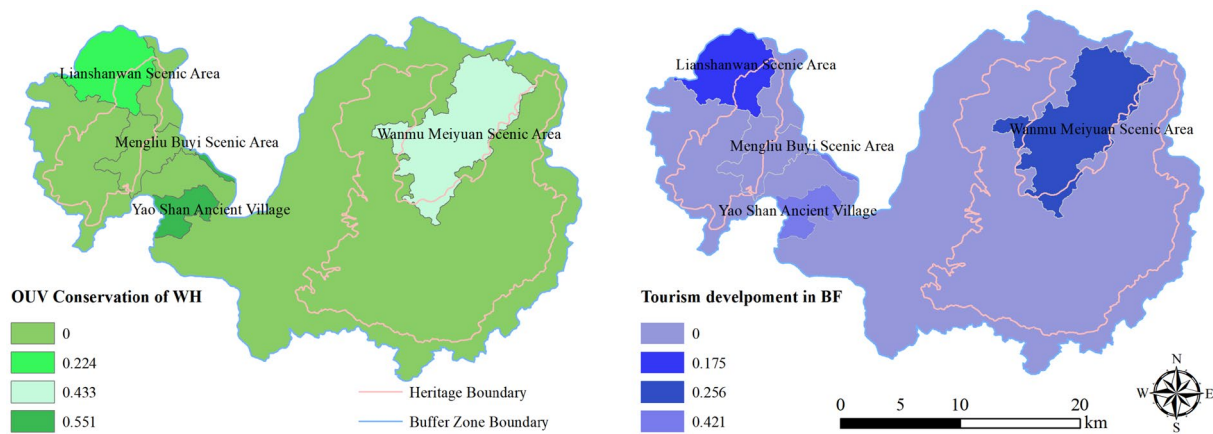 Lianshanwan Scenic Area
Mengliu Buyi Scenic Area
Wanmu Meiyuan Scenic Area
Yao Shan Ancient Village
OUV Conservation of WH
0
0.224
0.433
0.551
Heritage Boundary
Buffer Zone Boundary
Lianshanwan Scenic Area
Wanmu Meiyuan Scenic Area
Mengliu Buyi Scenic Area
Yao Shan Ancient Village
Tourism develpoment in BF
0
0.175
0.256
0.421
0 5 10 20
km
N
W E
S